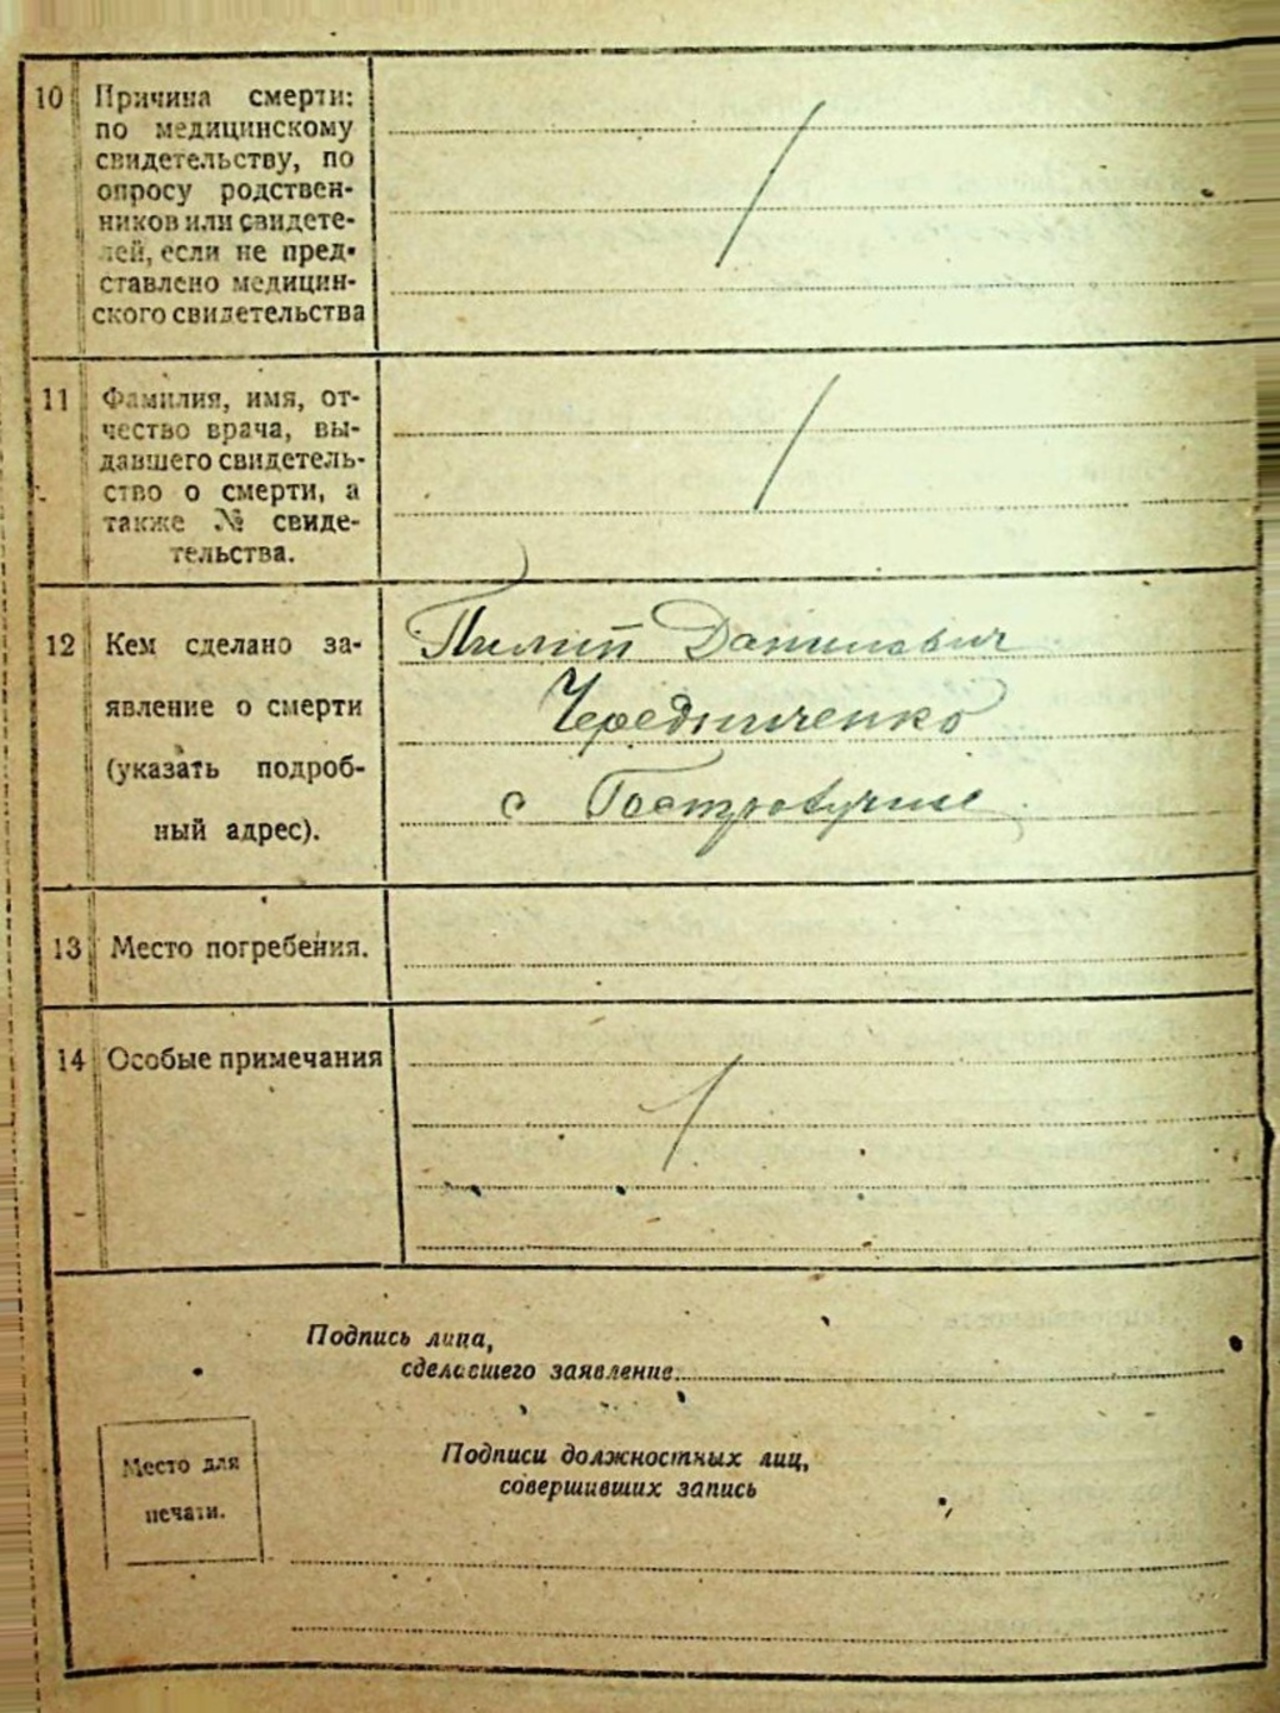 10 Причина смерти:
по медицинскому
свидетельству, по
опросу родствен-
ников или свидете-
лей, если не пред-
ставлено медицин-
ского свидетельства
11 Фамилия, имя, от-
чество врача, вы-
давшего свидетель-
ство о смерти, а
также № свиде-
тельства.
12 Кем сделано за-
явление о смерти
(указать подроб-
ный адрес).
Пилип Данилович
Чередниченко
с
13 Место погребения.
14 Особые примечания
Подпись лица,
сделавшего заявление
Место для
печати.
Подписи должностных лиц,
совершивших запись